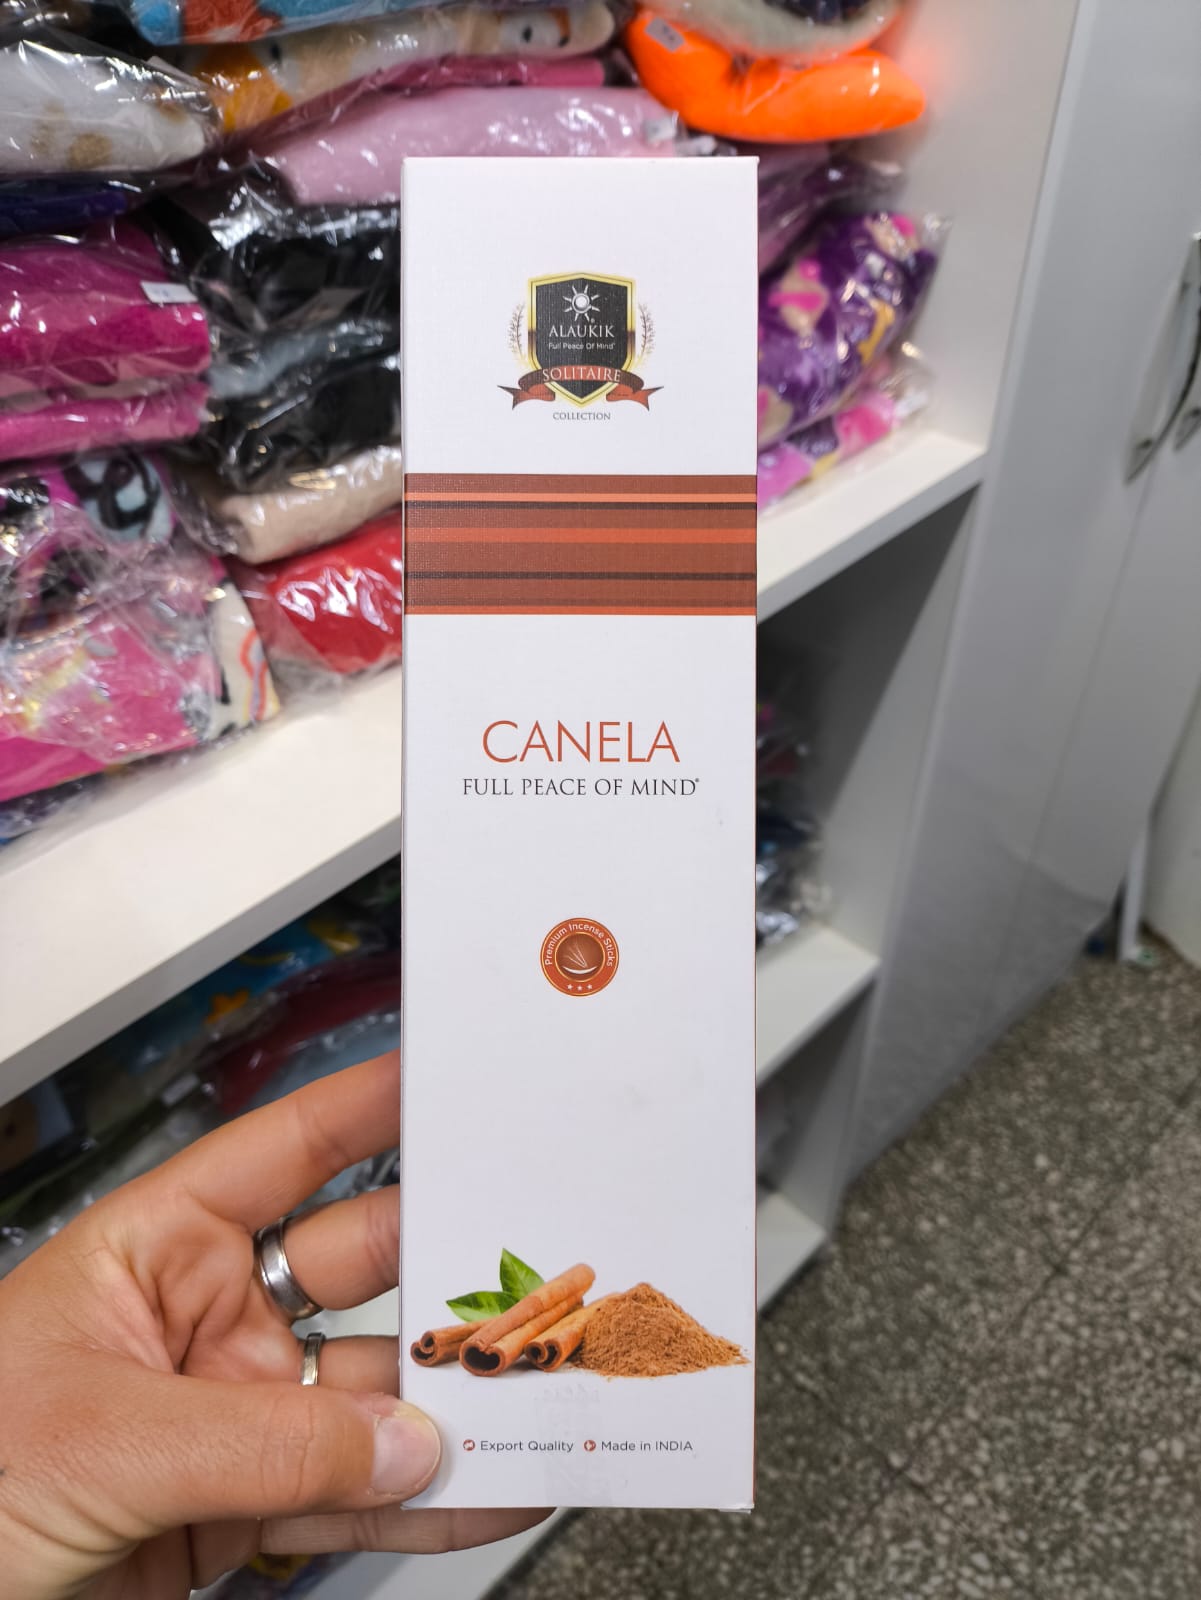 ALAUKIK
Full Peace Of Mind®
SOLITAIRE
COLLECTION
CANELA
FULL PEACE OF MIND®
Premium Incense Sticks
Export Quality Made in INDIA